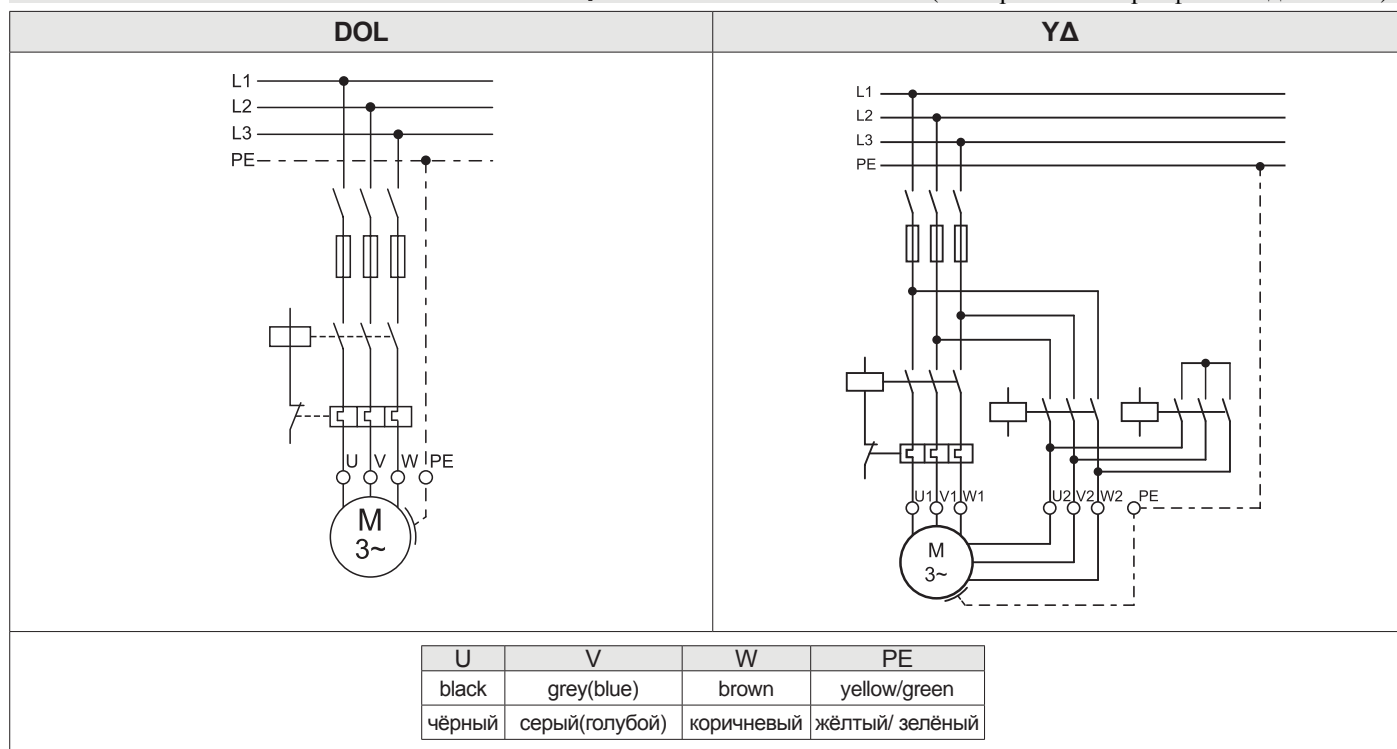 DOL
YΔ
L1
L2
L3
PE
U V W PE
M
3~
L1
L2
L3
PE
U1 V1 W1 U2 V2 W2 PE
M
3~
U V W PE
black grey(blue) brown yellow/green
чёрный серый(голубой) коричневый жёлтый/ зелёный